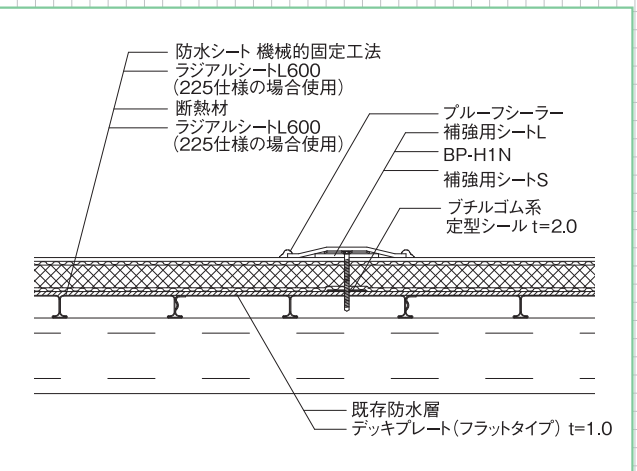 防水シート 機械的固定工法
ラジアルシートL600
(225仕様の場合使用)
断熱材
ラジアルシートL600
(225仕様の場合使用)
プルーフシーラー
補強用シートL
BP-H1N
補強用シートS
ブチルゴム系
定型シール t=2.0
既存防水層
デッキプレート(フラットタイプ) t=1.0